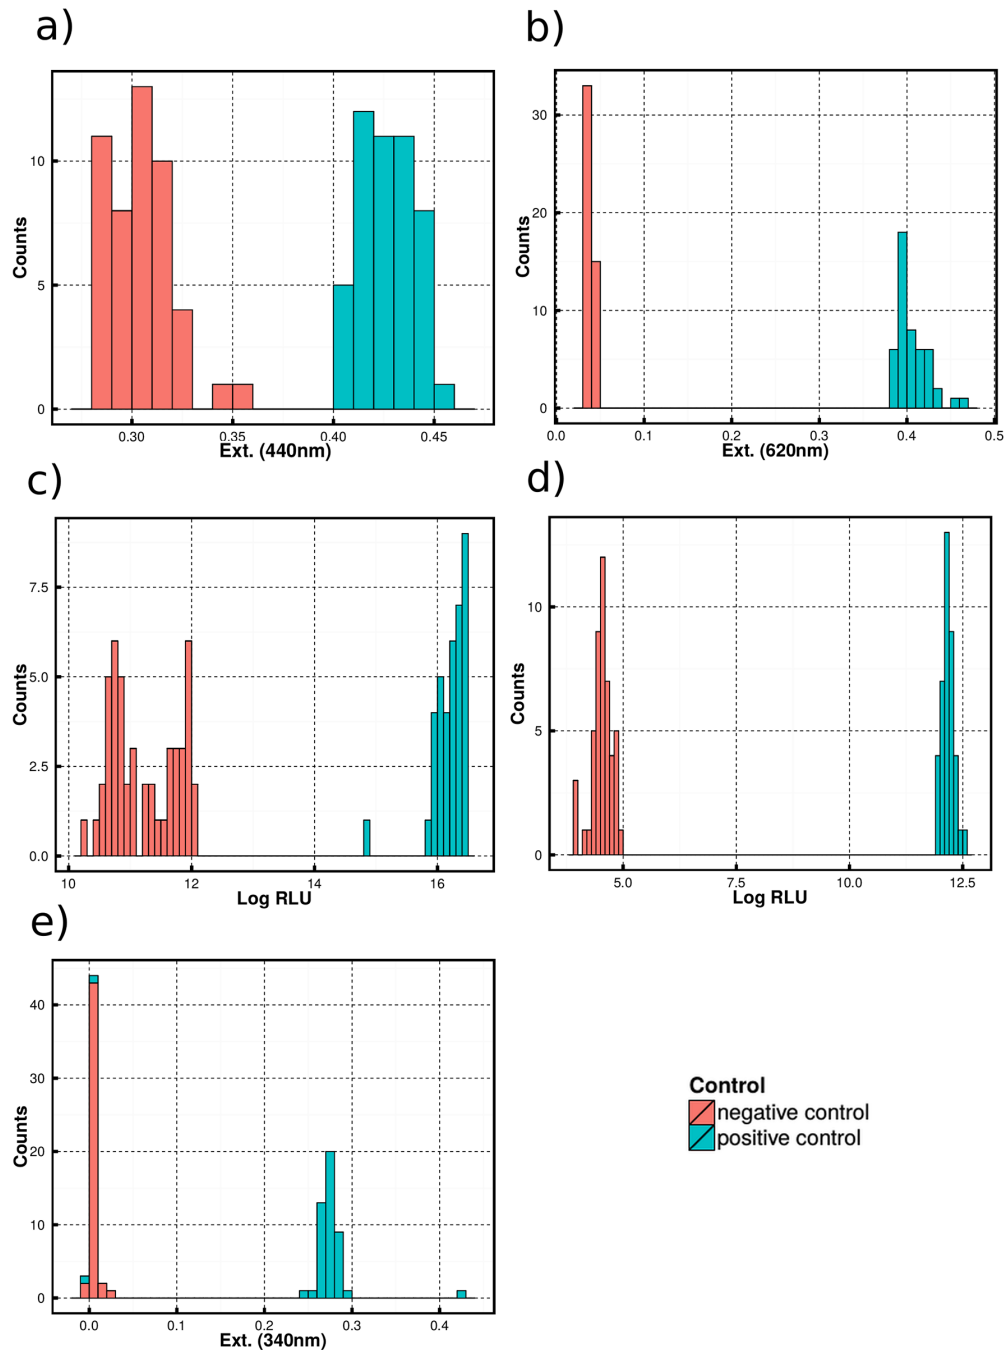 a)
Counts
10
5
0
0.30 0.35 0.40 0.45
Ext. (440nm)
b)
Counts
30
20
10
0
0.0 0.1 0.2 0.3 0.4 0.5
Ext. (620nm)
c)
Counts
7.5
5.0
2.5
0.0
10 12 14 16
Log RLU
d)
Counts
10
5
0
5.0 7.5 10.0 12.5
Log RLU
e)
Counts
40
30
20
10
0
0.0 0.1 0.2 0.3 0.4
Ext. (340nm)
Control
negative control
positive control